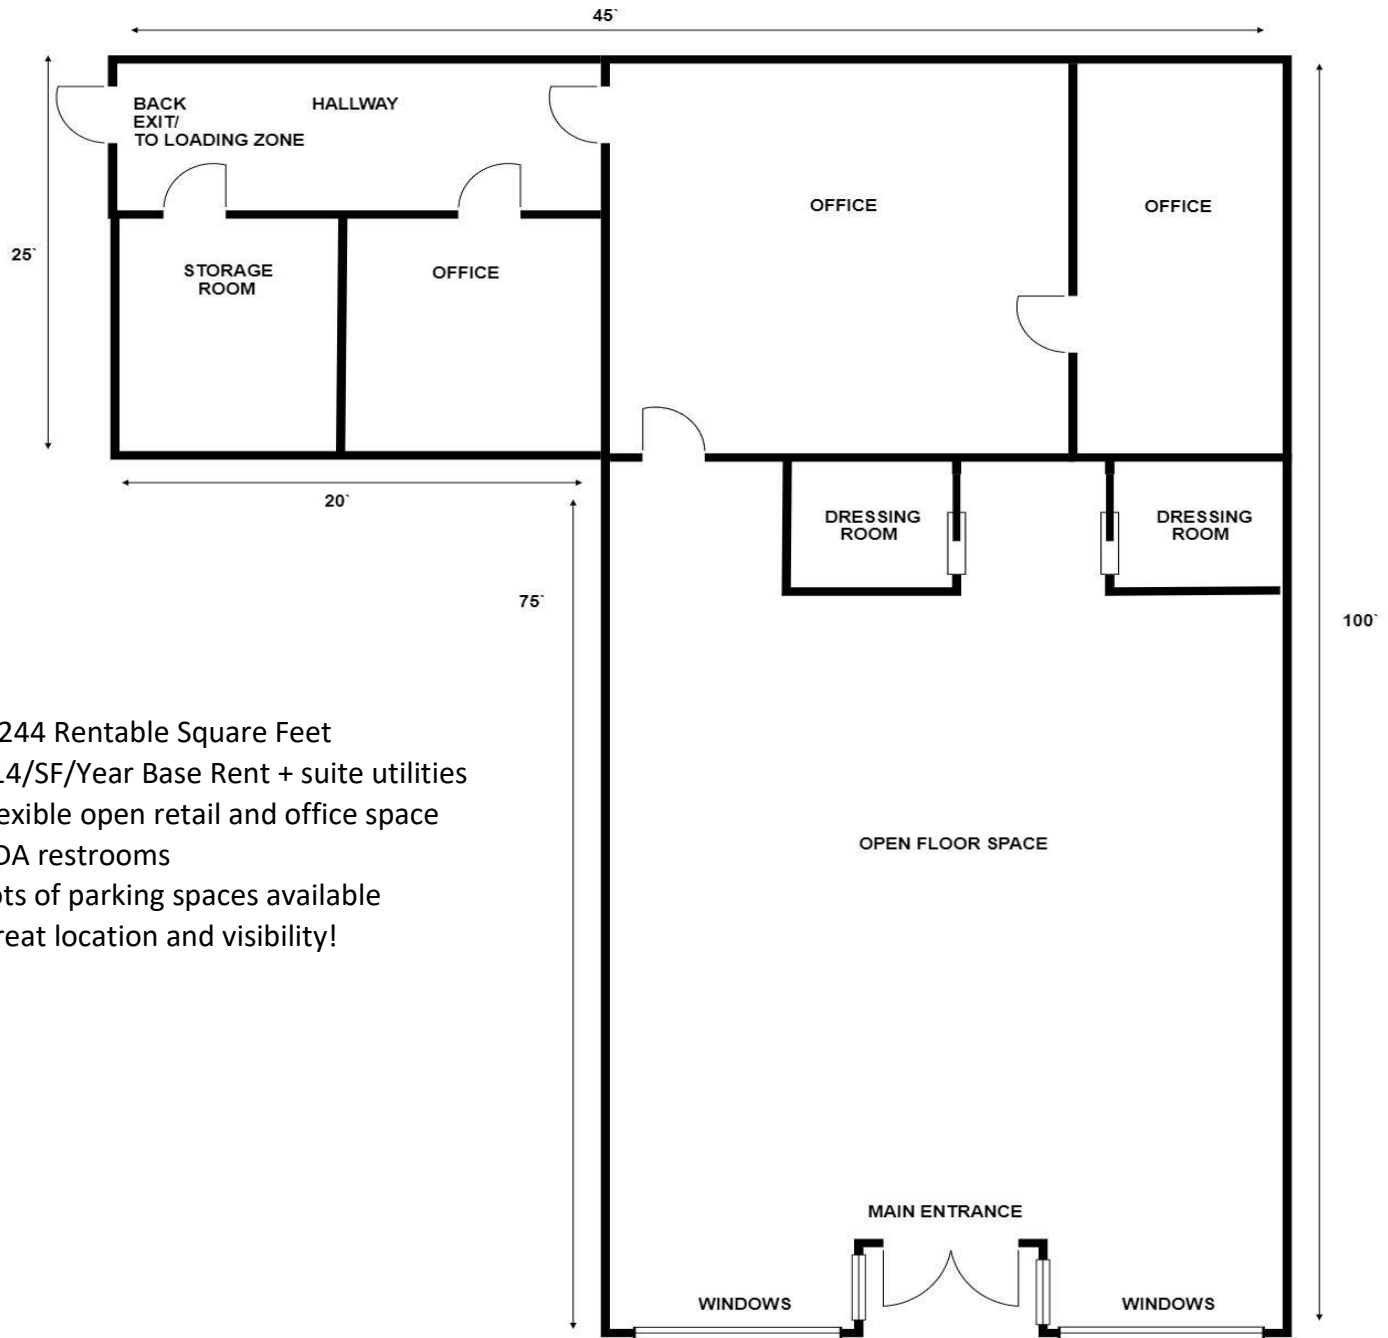 45`
BACK
EXIT/
TO LOADING ZONE
HALLWAY
OFFICE
OFFICE
25`
STORAGE
ROOM
OFFICE
20`
DRESSING
ROOM
DRESSING
ROOM
75`
100`
244 Rentable Square Feet
14/SF/Year Base Rent + suite utilities
exible open retail and office space
DA restrooms
ots of parking spaces available
reat location and visibility!
OPEN FLOOR SPACE
MAIN ENTRANCE
WINDOWS
WINDOWS